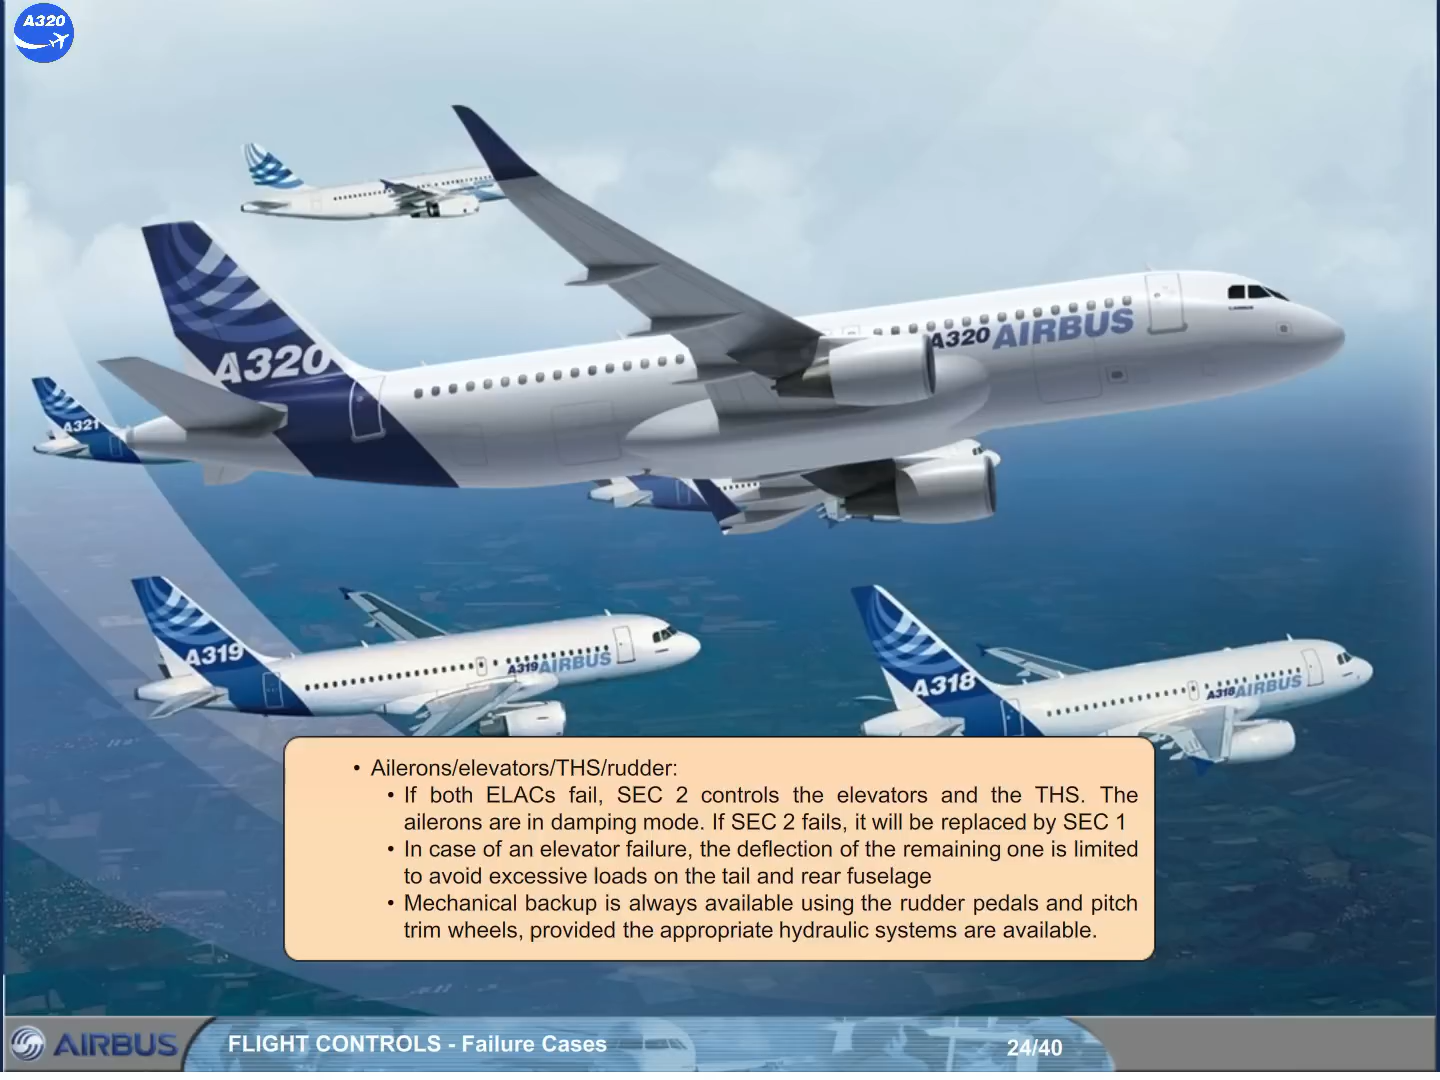 A320
A320
A320 AIRBUS
A321
A319
A319 AIRBUS
A318
A318 AIRBUS
• Ailerons/elevators/THS/rudder:
• If both ELACs fail, SEC 2 controls the elevators and the THS. The
ailerons are in damping mode. If SEC 2 fails, it will be replaced by SEC 1
• In case of an elevator failure, the deflection of the remaining one is limited
to avoid excessive loads on the tail and rear fuselage
• Mechanical backup is always available using the rudder pedals and pitch
trim wheels, provided the appropriate hydraulic systems are available.
AIRBUS
FLIGHT CONTROLS - Failure Cases
24/40